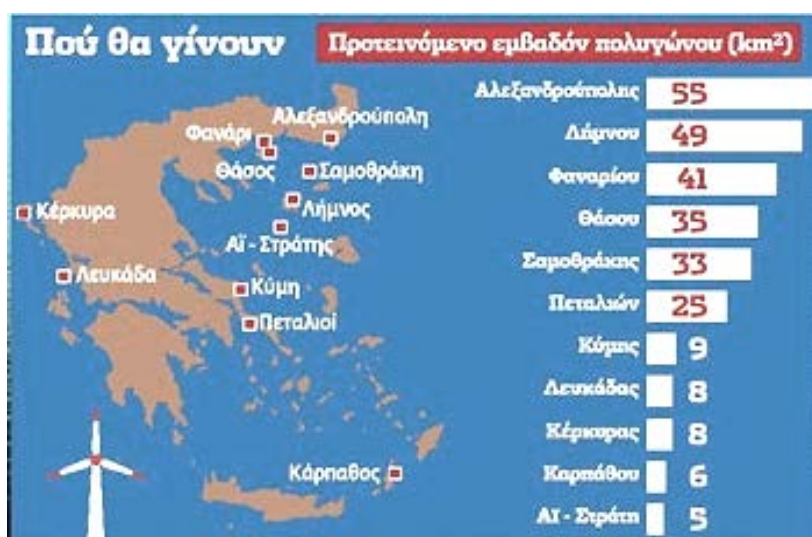 Πού θα γίνουν
Προτεινόμενο εμβαδόν πολυγώνου (km²)
Αλεξανδρούπολη
Φανάρι
Θάσος
Σαμοθράκη
Λήμνος
Κέρκυρα
Αϊ - Στράτης
Λευκάδα
Κύμη
Πεταλιοί
Κάρπαθος
Αλεξανδρούπολης 55
Λήμνου 49
Φαναρίου 41
Θάσου 35
Σαμοθράκης 33
Πεταλιών 25
Κύμης 9
Λευκάδας 8
Κέρκυρας 8
Καρπάθου 6
Αϊ - Στράτη 5